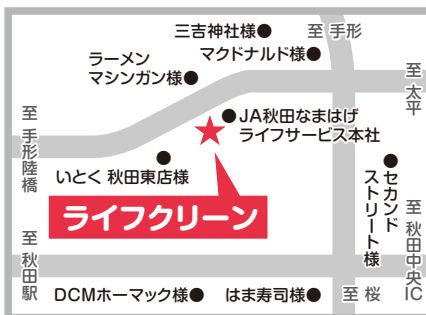 三吉神社様●
至 手形
マクドナルド様●
ラーメン
マシンガン様●
至 太平
●JA秋田なまはげ
ライフサービス本社
至 手形陸橋
いとく 秋田東店様
●セカンド
ストリート様
ライフクリーン
至 秋田中央IC
至 秋田駅
DCMホーマック様●
はま寿司様●
至 桜